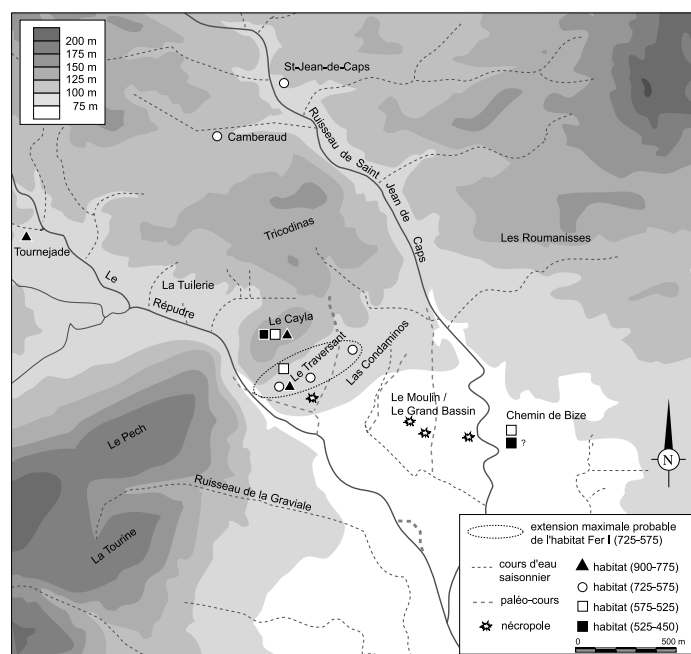 200 m
175 m
150 m
125 m
100 m
75 m
St-Jean-de-Caps
Camberaud
Ruisseau de Saint Jean de Caps
Tricodinas
Les Roumanisses
Tournejade
Le Répudre
La Tuilerie
Le Cayla
Le Traversant
Las Condaminos
Le Moulin /
Le Grand Bassin
Chemin de Bize
?
Le Pech
Ruisseau de la Graviale
La Tourine
N
extension maximale probable
de l'habitat Fer I (725-575)
cours d'eau
saisonnier
paléo-cours
nécropole
habitat (900-775)
habitat (725-575)
habitat (575-525)
habitat (525-450)
0 500 m